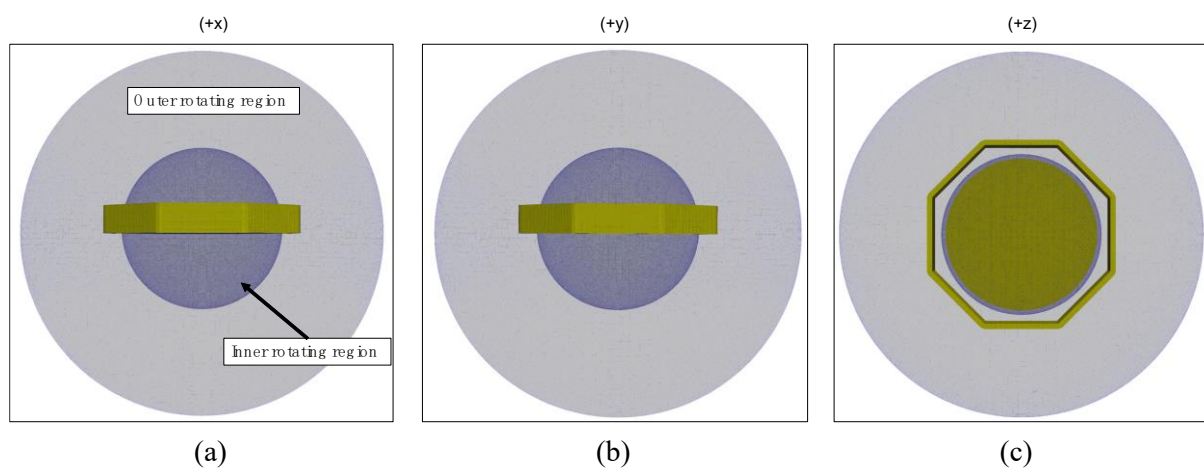 (+x) (+y) (+z)
Outer rotating region
Inner rotating region
(a) (b) (c)